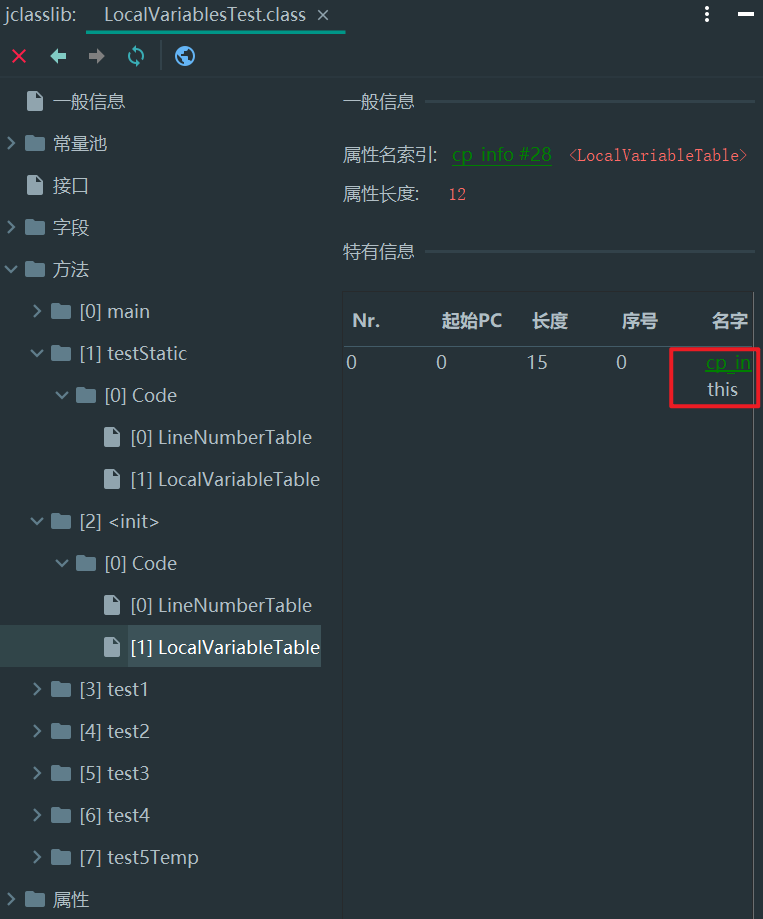 jclasslib: LocalVariablesTest.class
一般信息
常量池
接口
字段
方法
[0] main
[1] testStatic
[0] Code
[0] LineNumberTable
[1] LocalVariableTable
[2] <init>
[0] Code
[0] LineNumberTable
[1] LocalVariableTable
[3] test1
[4] test2
[5] test3
[6] test4
[7] test5Temp
属性
一般信息
属性名索引: cp_info #28 <LocalVariableTable>
属性长度: 12
特有信息
Nr. 起始PC 长度 序号 名字
0 0 15 0 cp_in
this